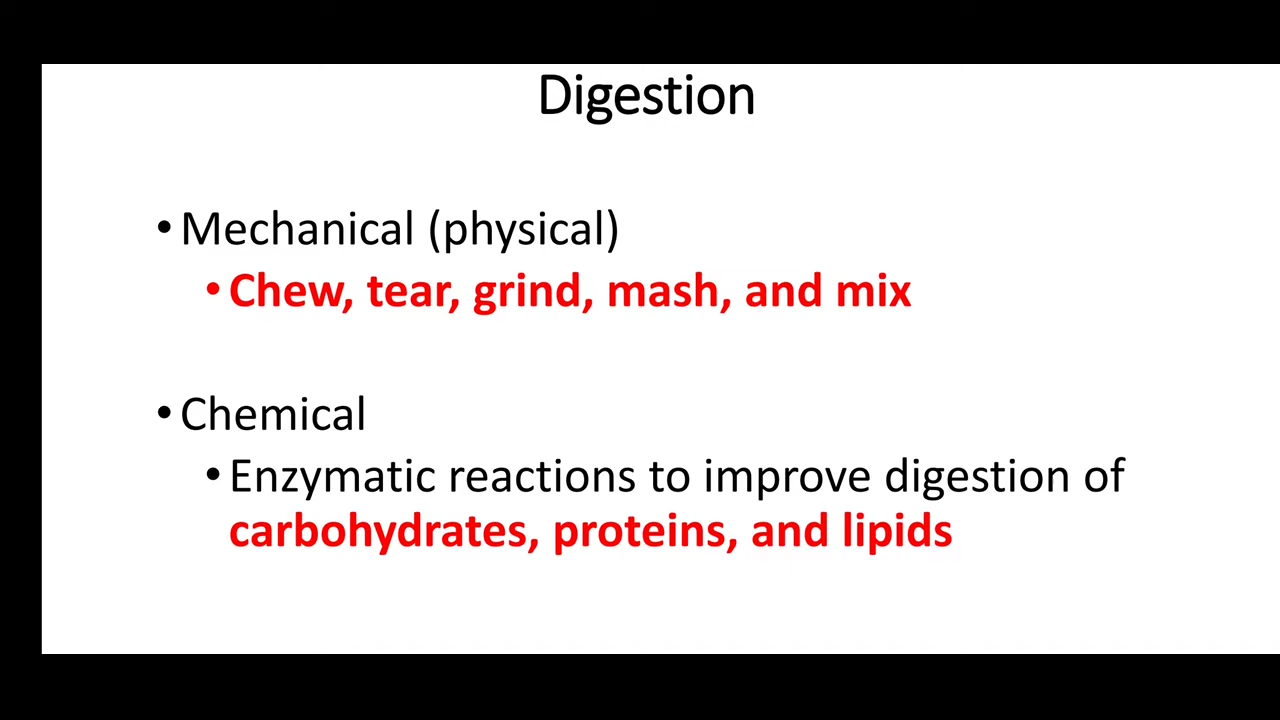 Digestion
• Mechanical (physical)
• Chew, tear, grind, mash, and mix
• Chemical
• Enzymatic reactions to improve digestion of
carbohydrates, proteins, and lipids